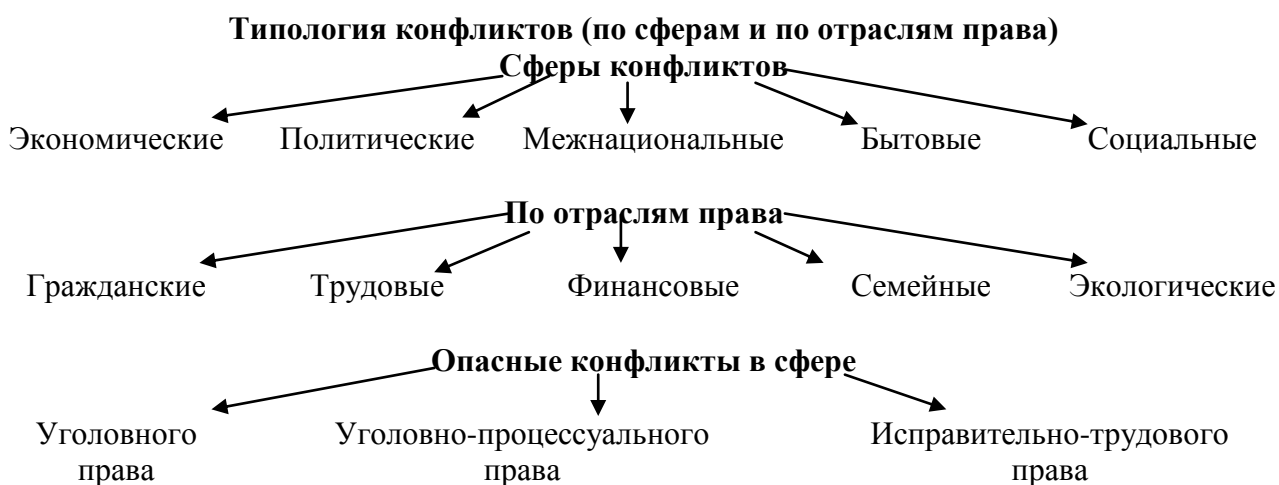 Типология конфликтов (по сферам и по отраслям права)
Сферы конфликтов
Экономические Политические Межнациональные Бытовые Социальные
По отраслям права
Гражданские Трудовые Финансовые Семейные Экологические
Опасные конфликты в сфере
Уголовного Уголовно-процессуального Исправительно-трудового
права права права